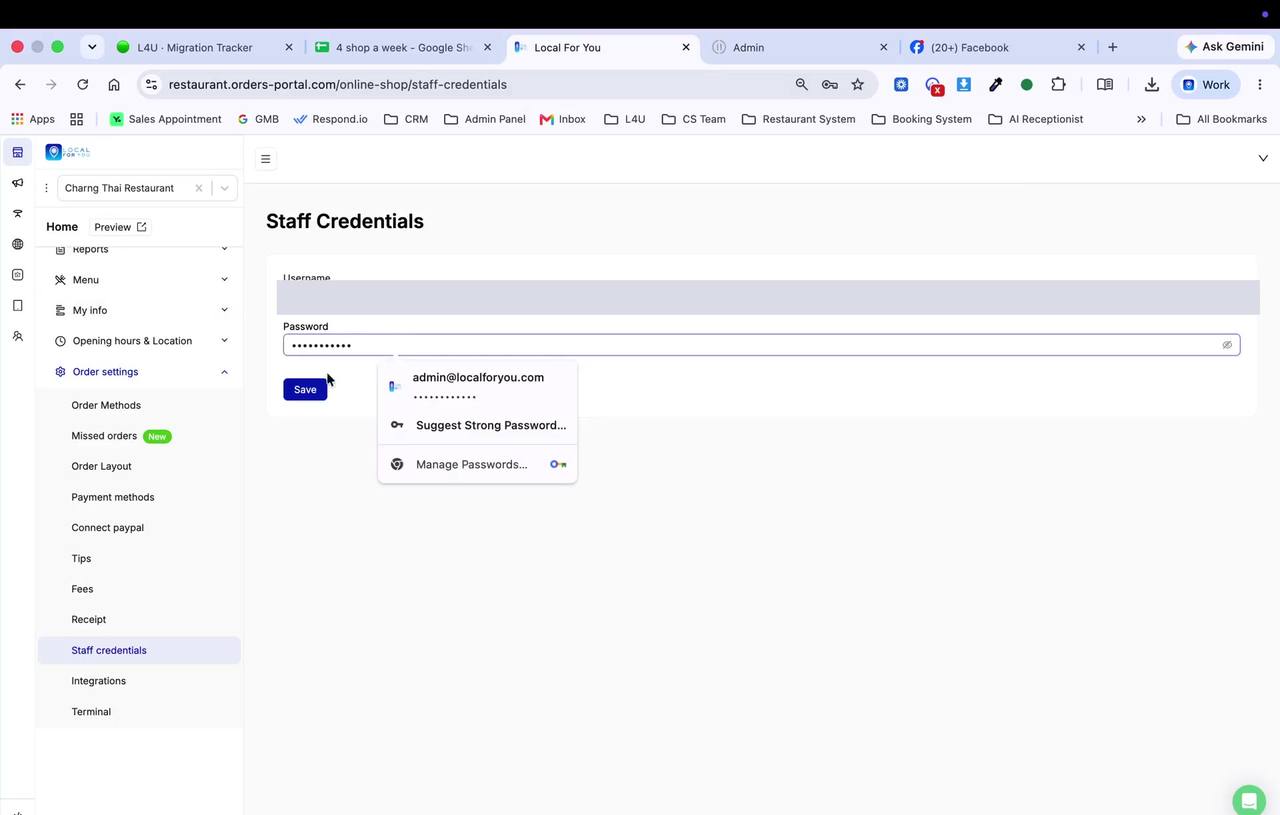 L4U · Migration Tracker
4 shop a week - Google She
Local For You
Admin
(20+) Facebook
Ask Gemini
restaurant.orders-portal.com/online-shop/staff-credentials
Work
Apps
Sales Appointment
GMB
Respond.io
CRM
Admin Panel
Inbox
L4U
CS Team
Restaurant System
Booking System
AI Receptionist
All Bookmarks
LOCAL
FOR YOU
Charng Thai Restaurant
Home
Preview
Reports
Menu
My info
Opening hours & Location
Order settings
Order Methods
Missed orders New
Order Layout
Payment methods
Connect paypal
Tips
Fees
Receipt
Staff credentials
Integrations
Terminal
Staff Credentials
Username
Password
•••••••••••
Save
admin@localforyou.com
••••••••••••
Suggest Strong Password...
Manage Passwords...